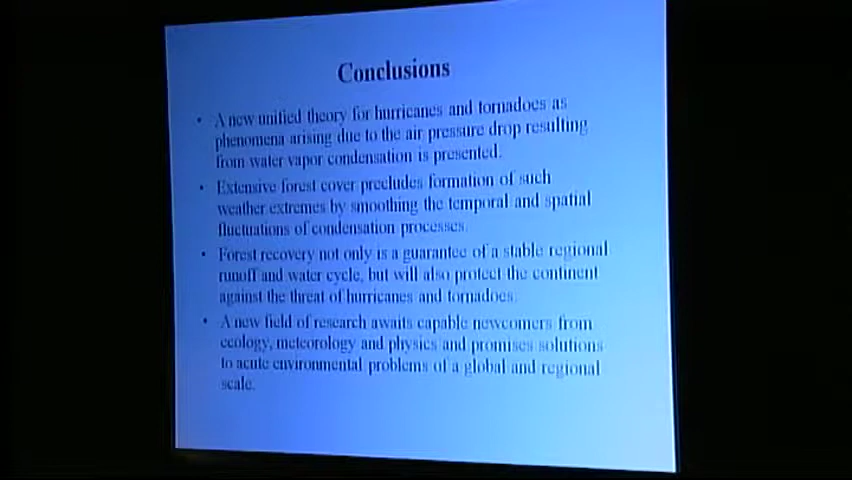 Conclusions
• A new unified theory for hurricanes and tornadoes as
phenomena arising due to the air pressure drop resulting
from water vapor condensation is presented.
• Extensive forest cover precludes formation of such
weather extremes by smoothing the temporal and spatial
fluctuations of condensation processes.
• Forest recovery not only is a guarantee of a stable regional
runoff and water cycle, but will also protect the continent
against the threat of hurricanes and tornadoes.
• A new field of research awaits capable newcomers from
ecology, meteorology and physics and promises solutions
to acute environmental problems of a global and regional
scale.